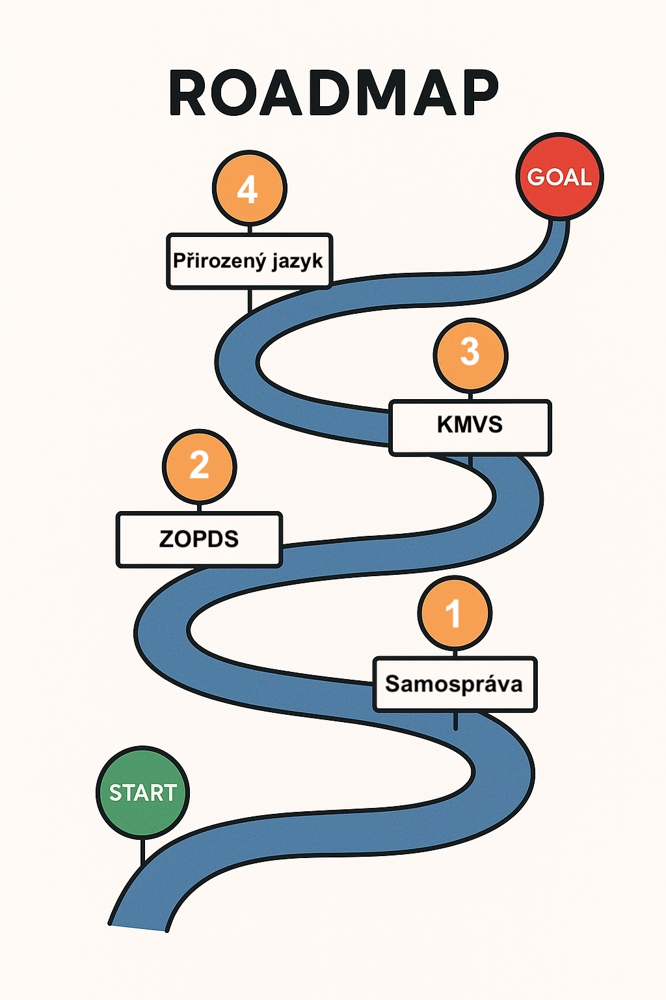 ROADMAP
GOAL
4
Přirozený jazyk
3
KMVS
2
ZOPDS
1
Samospráva
START